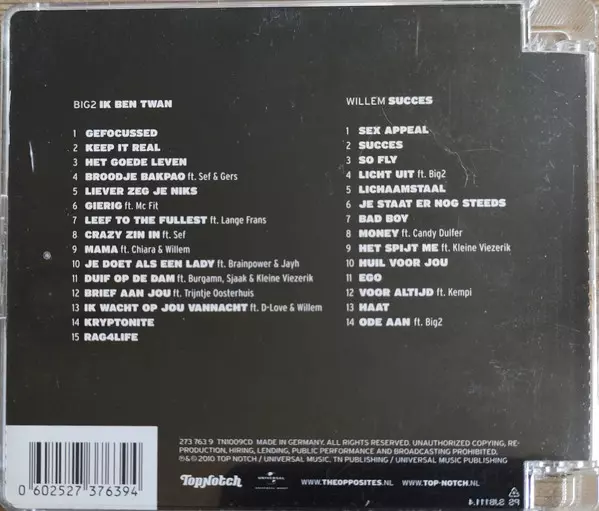 BIG2 IK BEN TWAN
1 GEFOCUSSED
2 KEEP IT REAL
3 HET GOEDE LEVEN
4 BROODJE BAKPAO ft. Sef & Gers
5 LIEVER ZEG JE NIKS
6 GIERIG ft. Mc Fit
7 LEEF TO THE FULLEST ft. Lange Frans
8 CRAZY ZIN IN ft. Sef
9 MAMA ft. Chiara & Willem
10 JE DOET ALS EEN LADY ft. Brainpower & Jayh
11 DUIF OP DE DAM ft. Burgamn, Sjaak & Kleine Viezerik
12 BRIEF AAN JOU ft. Trijntje Oosterhuis
13 IK WACHT OP JOU VANNACHT ft. D-Love & Willem
14 KRYPTONITE
15 RAG4LIFE
WILLEM SUCCES
1 SEX APPEAL
2 SUCCES
3 SO FLY
4 LICHT UIT ft. Big2
5 LICHAAMSTAAL
6 JE STAAT ER NOG STEEDS
7 BAD BOY
8 MONEY ft. Candy Dulfer
9 HET SPIJT ME ft. Kleine Viezerik
10 HUIL VOOR JOU
11 EGO
12 VOOR ALTIJD ft. Kempi
13 HAAT
14 ODE AAN ft. Big2
273 763 9 TN1009CD MADE IN GERMANY. ALL RIGHTS RESERVED. UNAUTHORIZED COPYING, RE-
PRODUCTION, HIRING, LENDING, PUBLIC PERFORMANCE AND BROADCASTING PROHIBITED.
℗ & © 2010 TOP NOTCH / UNIVERSAL MUSIC. TN PUBLISHING / UNIVERSAL MUSIC PUBLISHING
0 602527 376394
TopNotch
UNIVERSAL
UNIVERSAL MUSIC
WWW.THEOPPOSITES.NL
WWW.TOP-NOTCH.NL